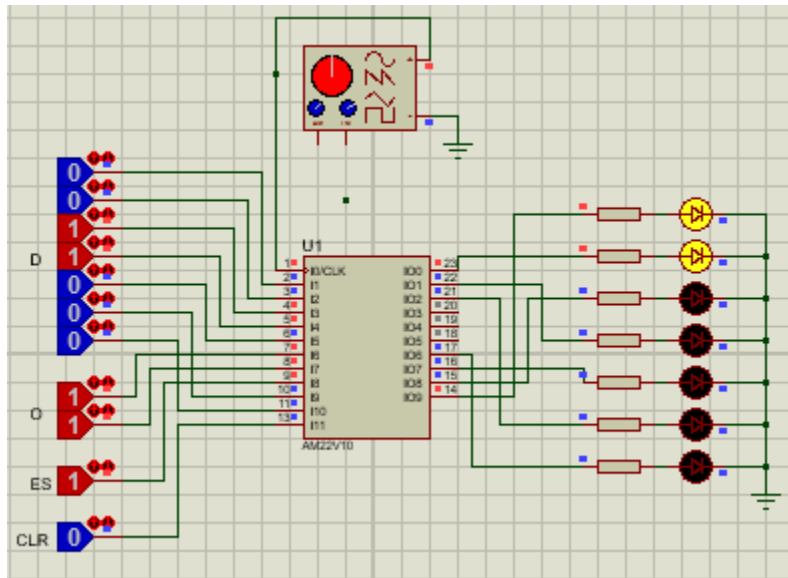 0
0
1
D 1
0
0
0
1
O 1
ES 1
CLR 0
U1
1 I0/CLK IO0 23
2 I1 IO1 22
3 I2 IO2 21
4 I3 IO3 20
5 I4 IO4 19
6 I5 IO5 18
7 I6 IO6 17
8 I7 IO7 16
9 I8 IO8 15
10 I9 IO9 14
11 I10
13 I11
AM22V10